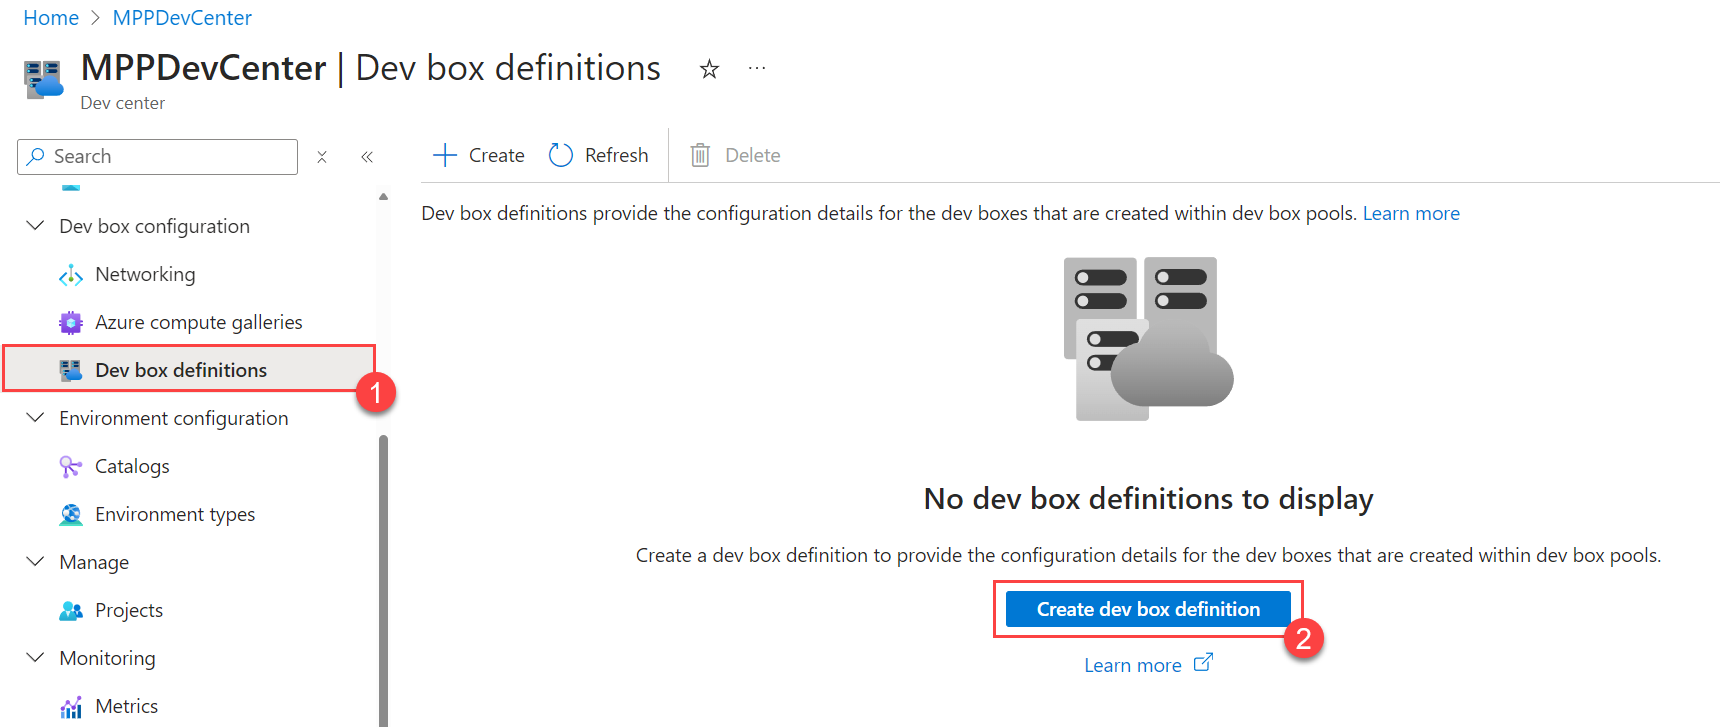 Home > MPPDevCenter
MPPDevCenter | Dev box definitions
Dev center
Search
Create Refresh Delete
Dev box definitions provide the configuration details for the dev boxes that are created within dev box pools. Learn more
Dev box configuration
Networking
Azure compute galleries
Dev box definitions
1
Environment configuration
Catalogs
Environment types
Manage
Projects
Monitoring
Metrics
No dev box definitions to display
Create a dev box definition to provide the configuration details for the dev boxes that are created within dev box pools.
Create dev box definition
2
Learn more